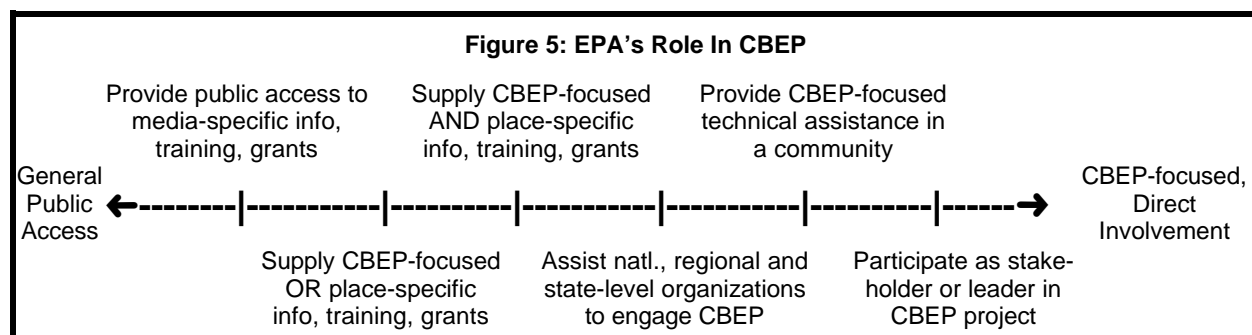 Figure 5: EPA's Role In CBEP
Provide public access to
media-specific info,
training, grants
Supply CBEP-focused
AND place-specific
info, training, grants
Provide CBEP-focused
technical assistance in
a community
General
Public
Access
CBEP-focused,
Direct
Involvement
Supply CBEP-focused
OR place-specific
info, training, grants
Assist natl., regional and
state-level organizations
to engage CBEP
Participate as stake-
holder or leader in
CBEP project